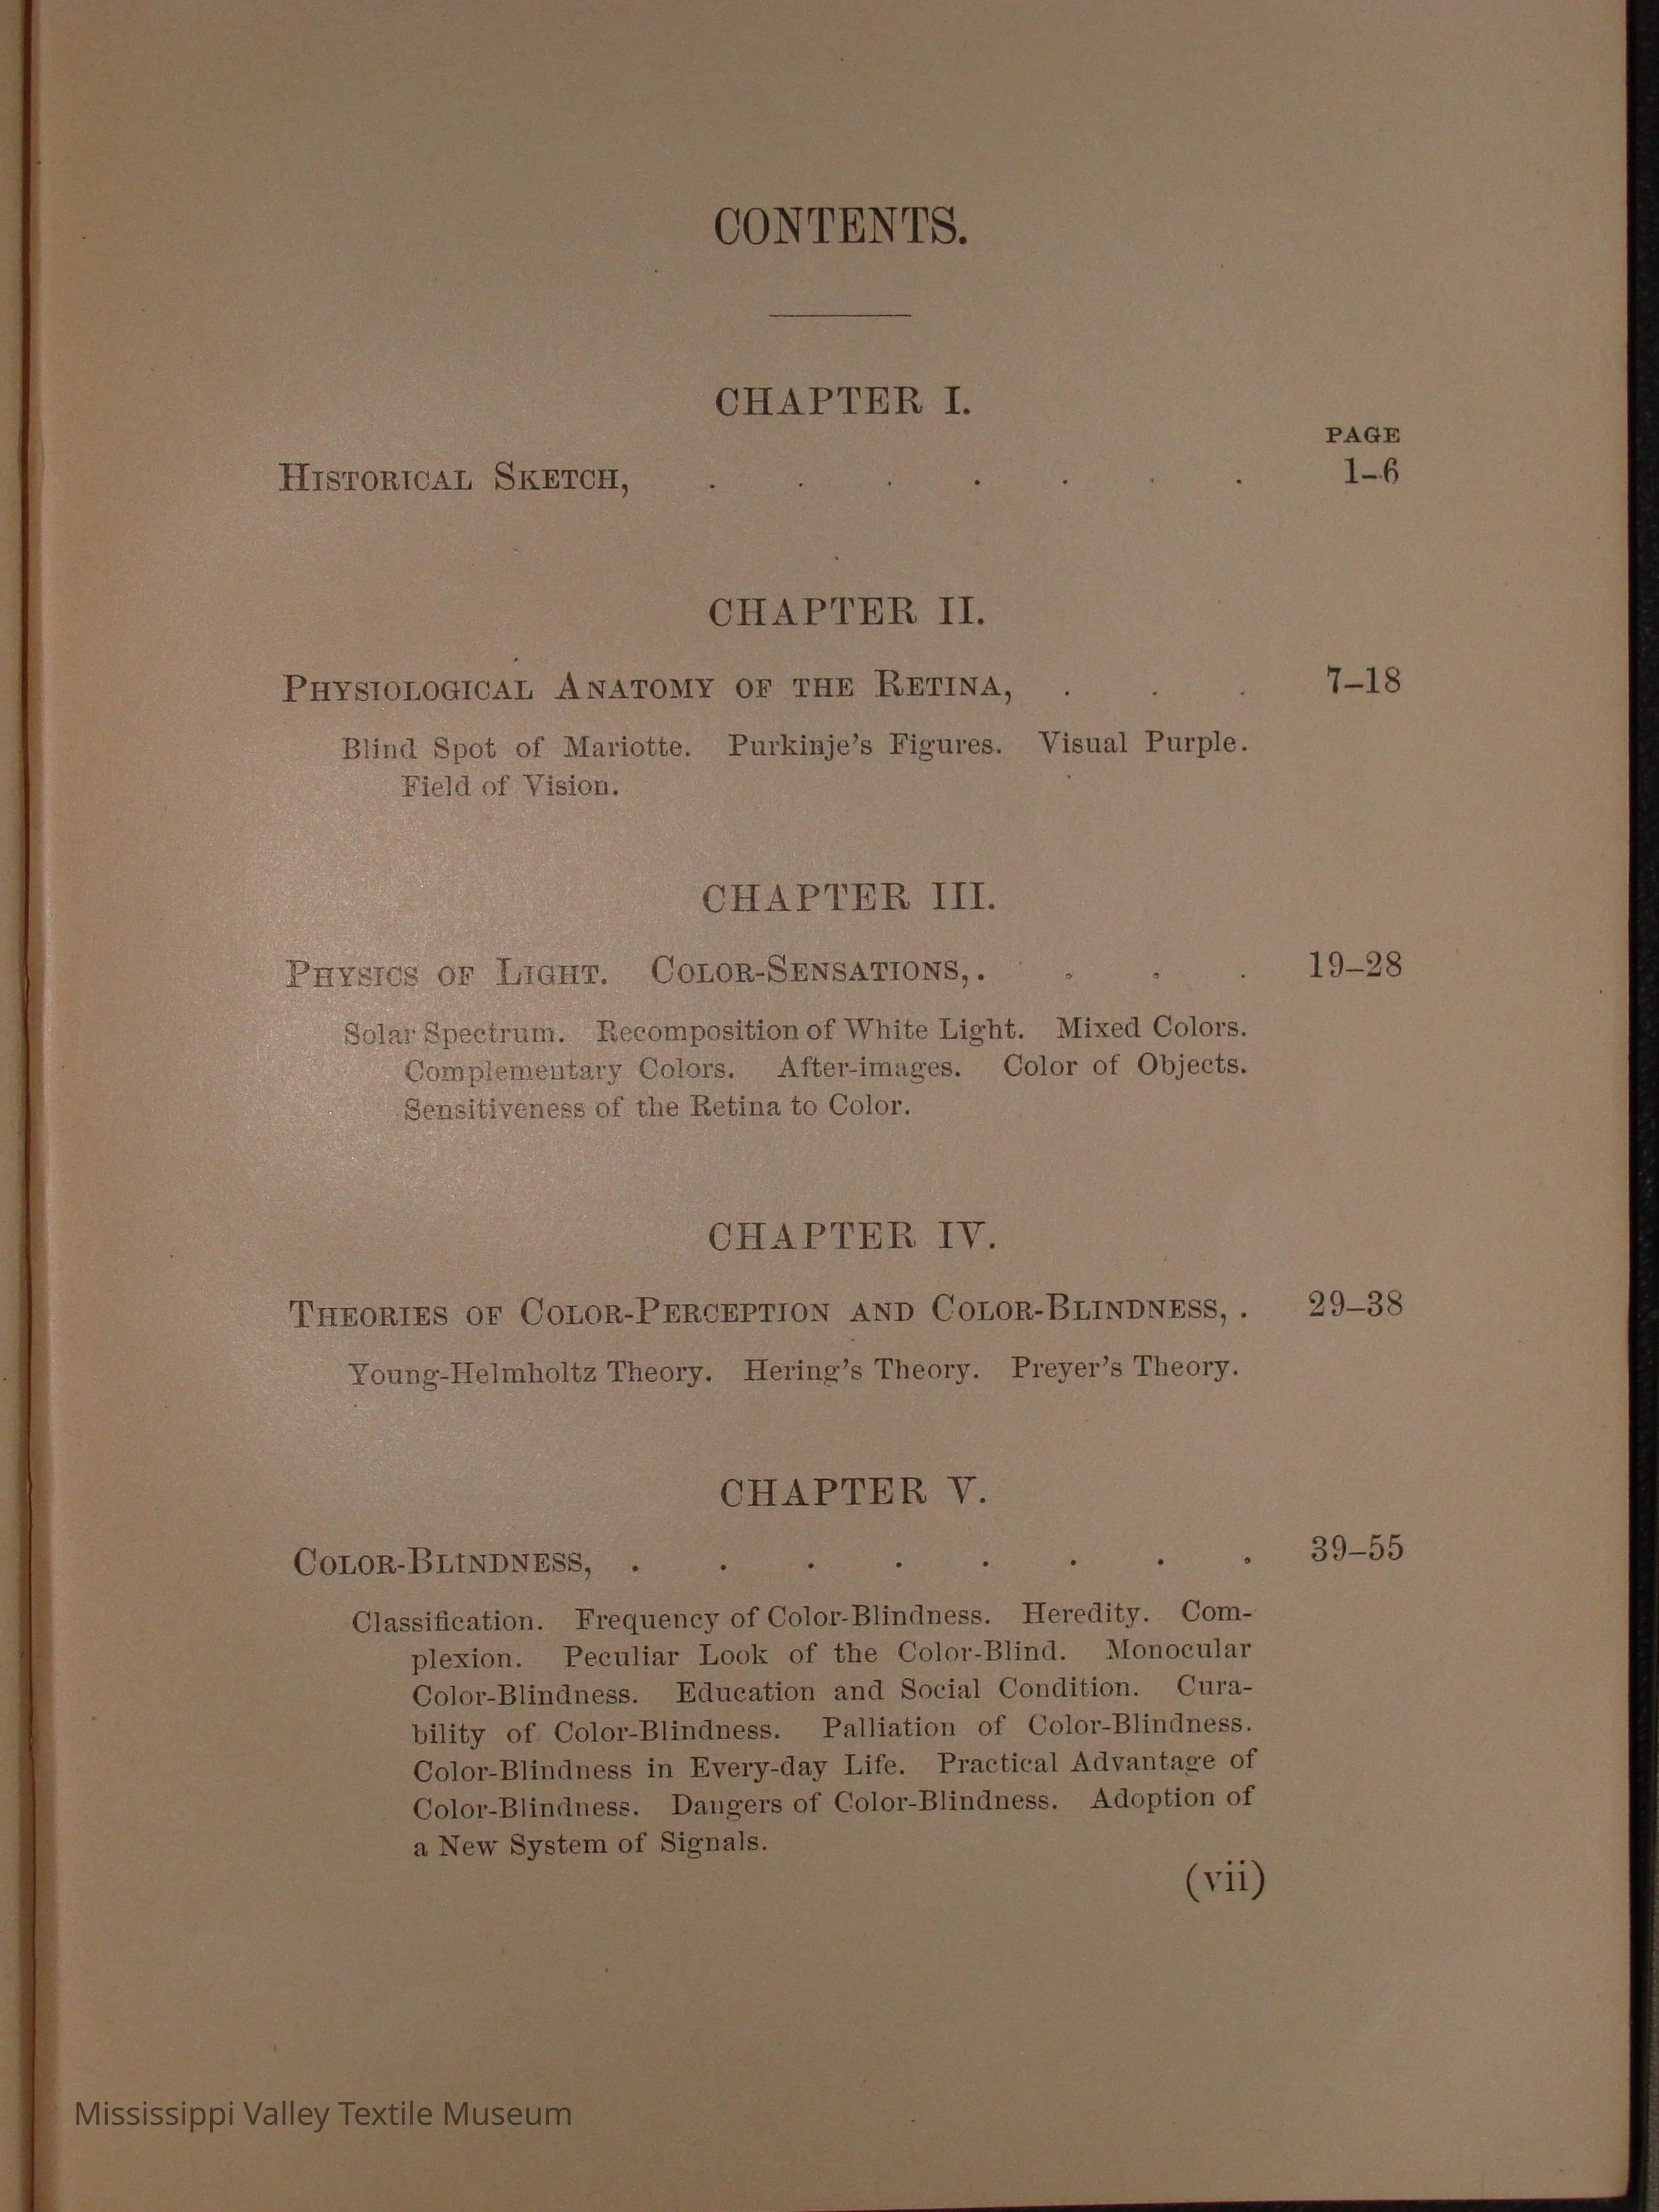 CONTENTS.
CHAPTER I.
PAGE
HISTORICAL SKETCH, . . . . . . . 1–6
CHAPTER II.
PHYSIOLOGICAL ANATOMY OF THE RETINA, . . . 7–18
Blind Spot of Mariotte. Purkinje's Figures. Visual Purple.
Field of Vision.
CHAPTER III.
PHYSICS OF LIGHT. COLOR-SENSATIONS, . . . . 19–28
Solar Spectrum. Recomposition of White Light. Mixed Colors.
Complementary Colors. After-images. Color of Objects.
Sensitiveness of the Retina to Color.
CHAPTER IV.
THEORIES OF COLOR-PERCEPTION AND COLOR-BLINDNESS, . 29–38
Young-Helmholtz Theory. Hering's Theory. Preyer's Theory.
CHAPTER V.
COLOR-BLINDNESS, . . . . . . . . 39–55
Classification. Frequency of Color-Blindness. Heredity. Com-
plexion. Peculiar Look of the Color-Blind. Monocular
Color-Blindness. Education and Social Condition. Cura-
bility of Color-Blindness. Palliation of Color-Blindness.
Color-Blindness in Every-day Life. Practical Advantage of
Color-Blindness. Dangers of Color-Blindness. Adoption of
a New System of Signals.
(vii)
Mississippi Valley Textile Museum